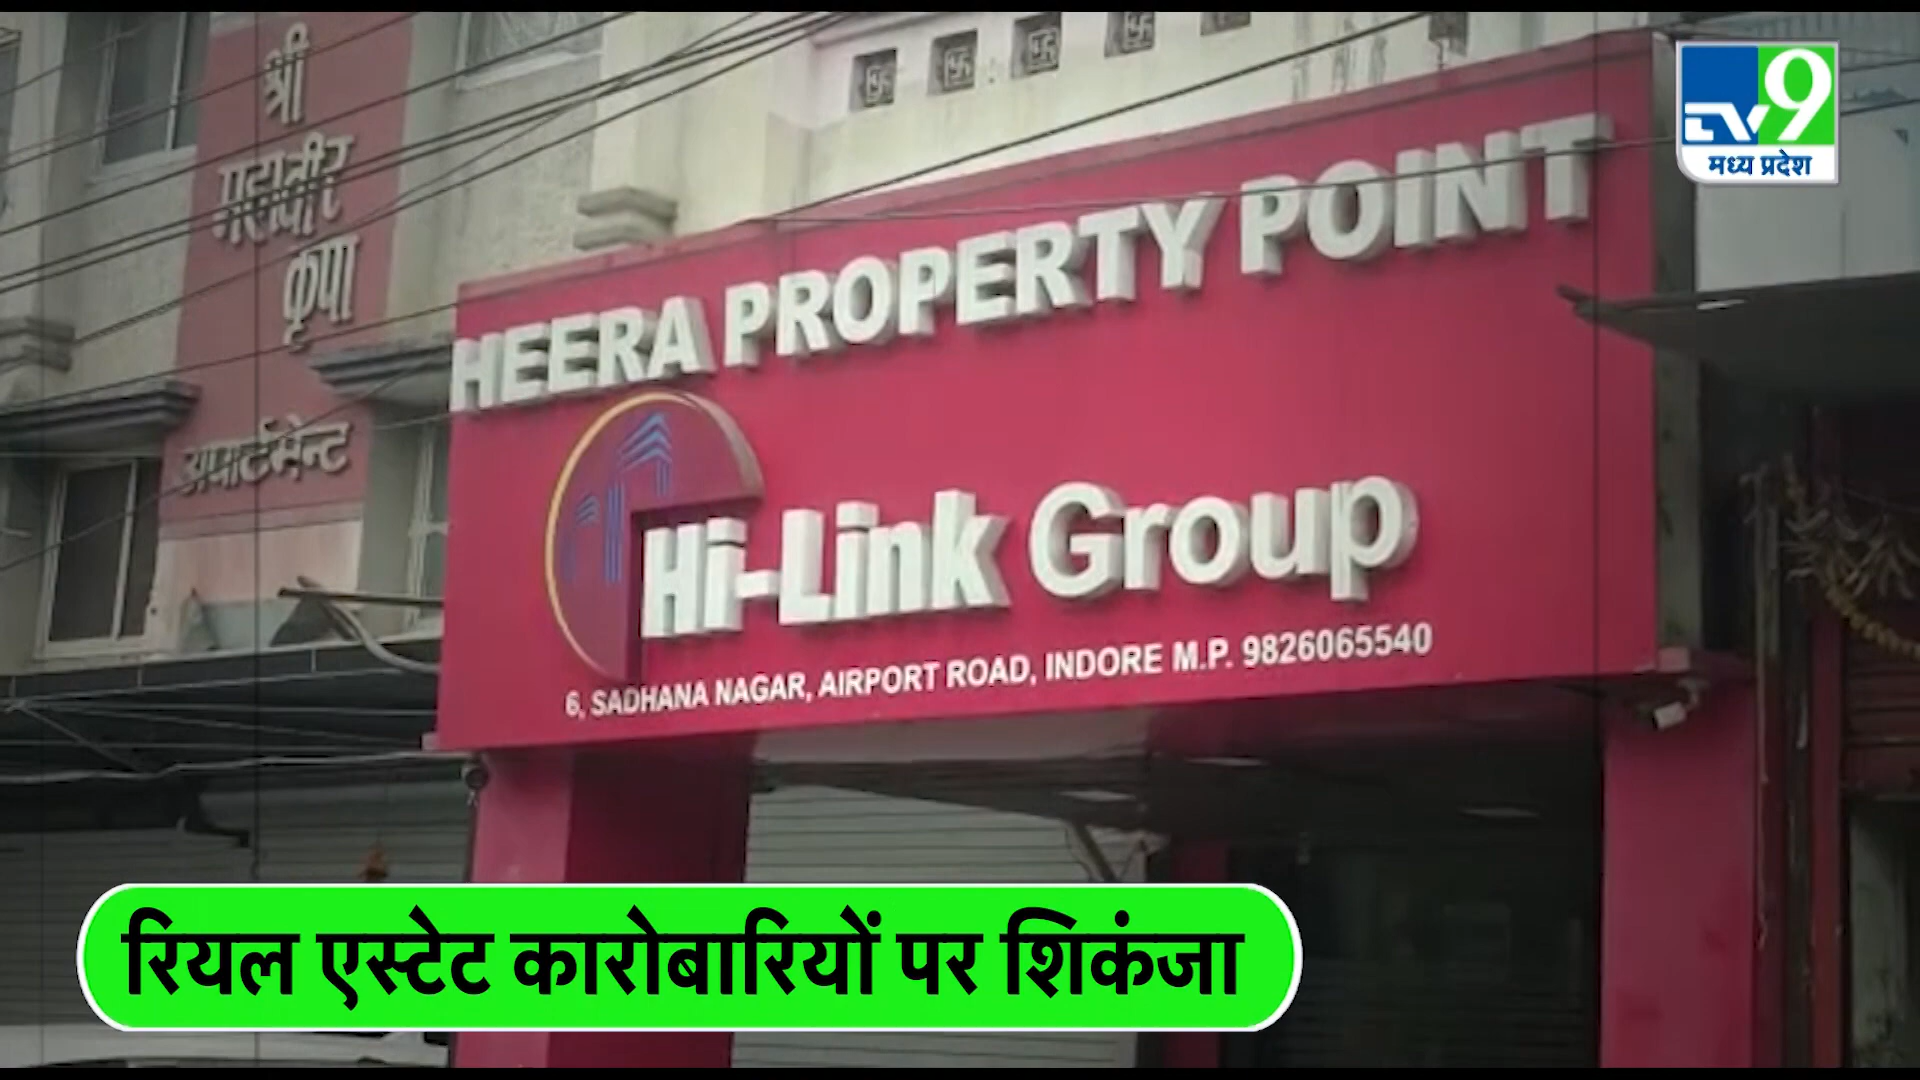 श्री
महावीर
कृपा
अपार्टमेन्ट
HEERA PROPERTY POINT
Hi-Link Group
6, SADHANA NAGAR, AIRPORT ROAD, INDORE M.P. 9826065540
TV9
मध्य प्रदेश
रियल एस्टेट कारोबारियों पर शिकंजा